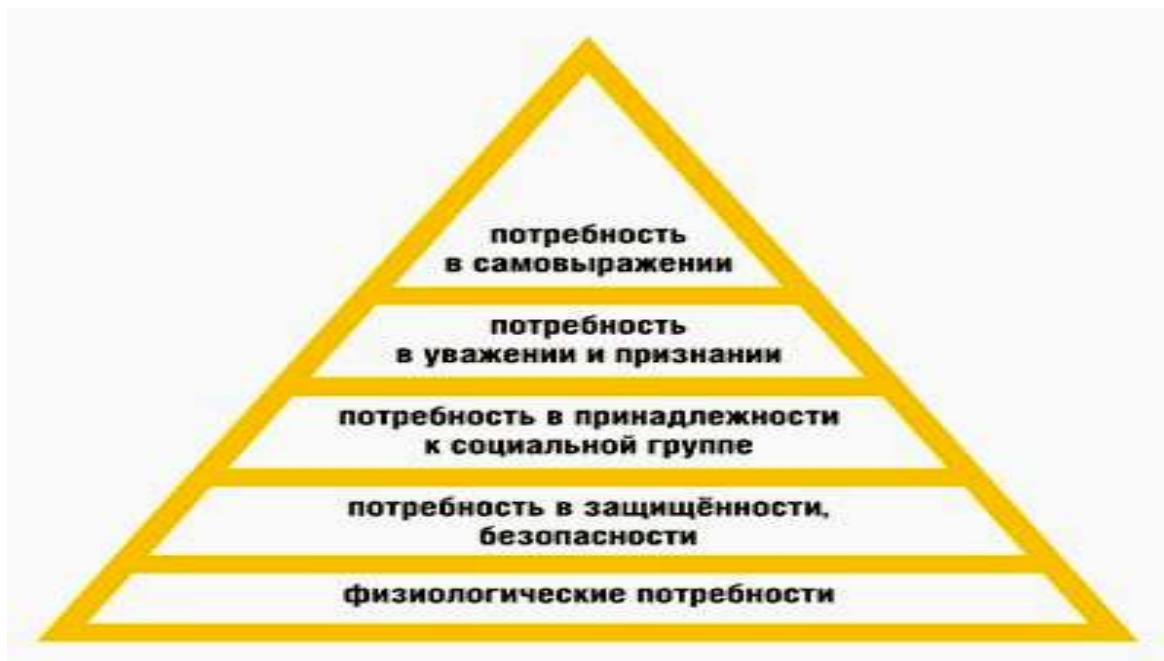 потребность
в самовыражении
потребность
в уважении и признании
потребность в принадлежности
к социальной группе
потребность в защищённости,
безопасности
физиологические потребности